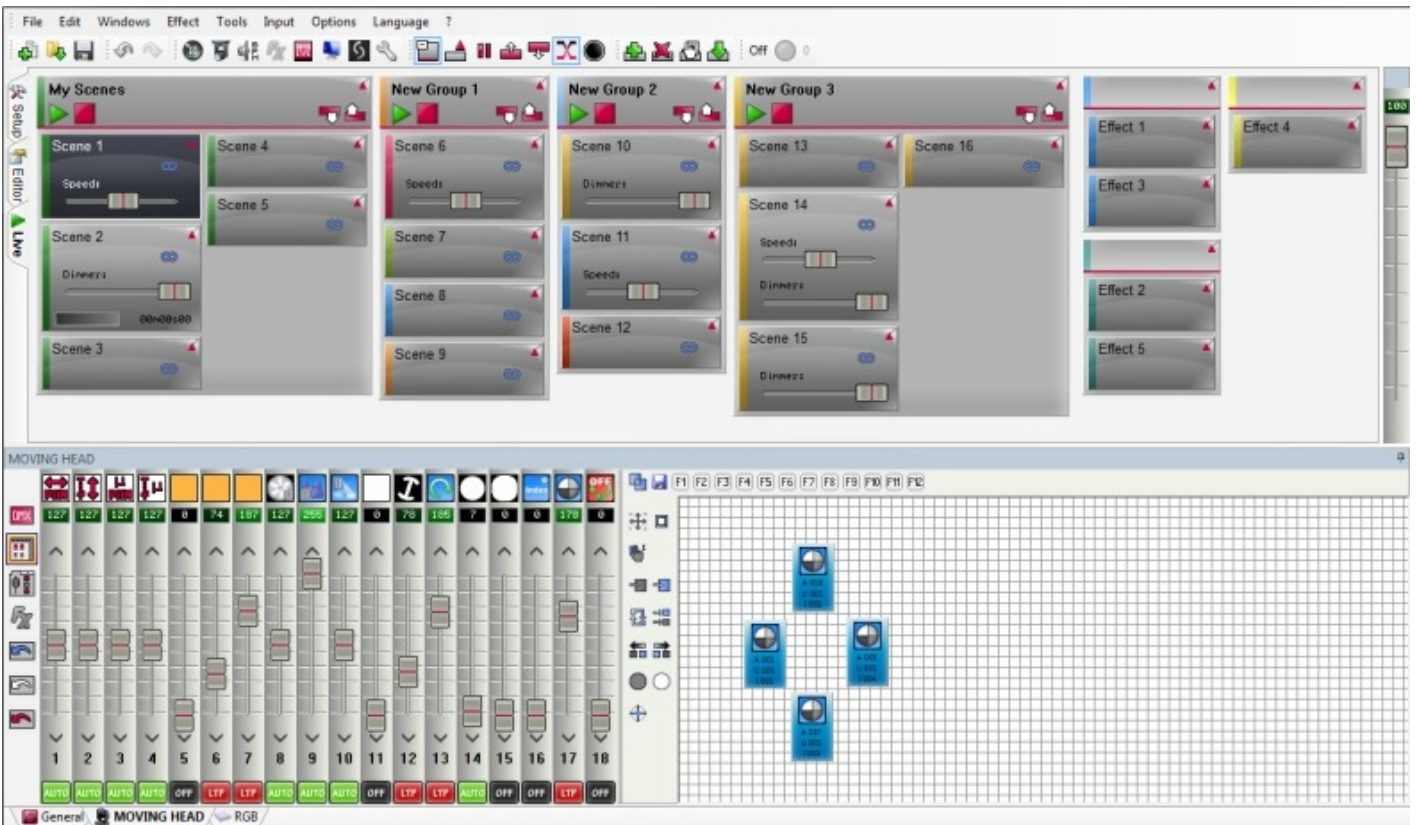 File Edit Windows Effect Tools Input Options Language ?
Off 0
Setup
Editor
Live
My Scenes
New Group 1
New Group 2
New Group 3
100
Scene 1
Speed:
Scene 2
Dimmer:
00m00s00
Scene 3
Scene 4
Scene 5
Scene 6
Speed:
Scene 7
Scene 8
Scene 9
Scene 10
Dimmer:
Scene 11
Speed:
Scene 12
Scene 13
Scene 14
Speed:
Dimmer:
Scene 15
Dimmer:
Scene 16
Effect 1
Effect 3
Effect 2
Effect 5
Effect 4
MOVING HEAD
F1 F2 F3 F4 F5 F6 F7 F8 F9 F10 F11 F12
Index OFF
DMX 127 127 127 127 0 74 187 127 255 127 0 78 185 7 0 0 178 0
FX
1 2 3 4 5 6 7 8 9 10 11 12 13 14 15 16 17 18
AUTO AUTO AUTO AUTO OFF LTP LTP AUTO AUTO AUTO OFF LTP LTP AUTO OFF OFF LTP OFF
General MOVING HEAD RGB